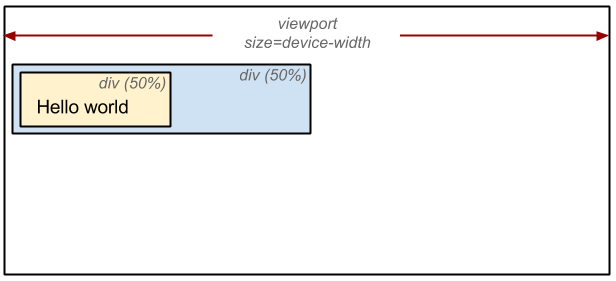 viewport
size=device-width
div (50%)
div (50%)
Hello world